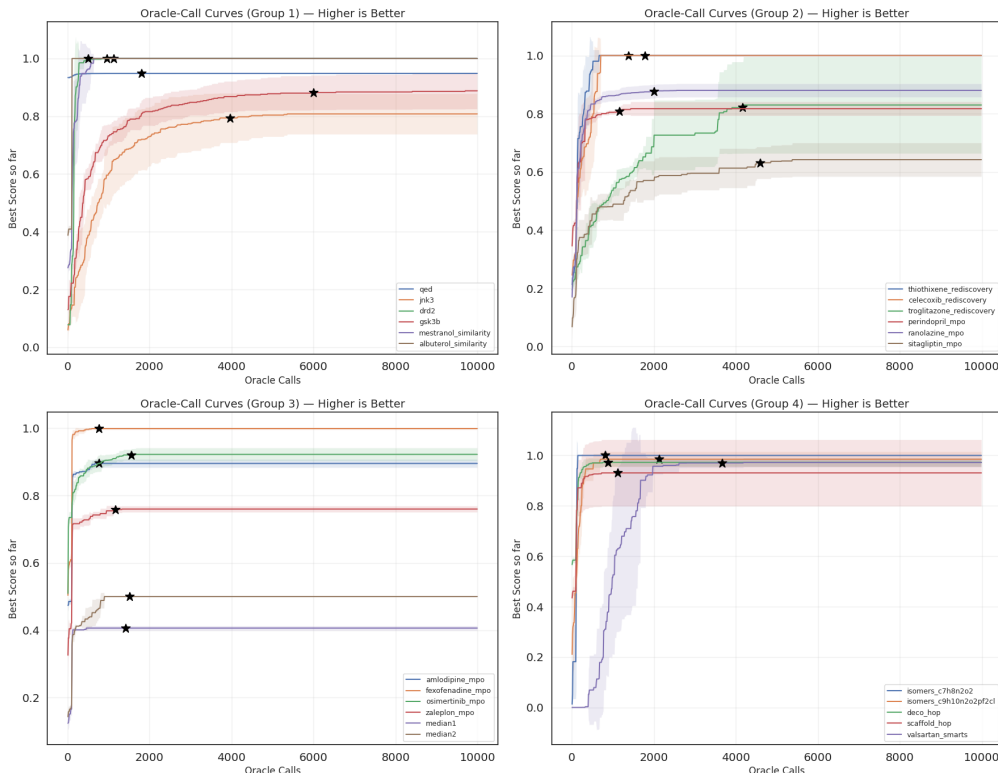 Oracle-Call Curves (Group 1) — Higher is Better
Best Score so far
1.0
0.8
0.6
0.4
0.2
0.0
qed
jnk3
drd2
gsk3b
mestranol_similarity
albuterol_similarity
0 2000 4000 6000 8000 10000
Oracle Calls
Oracle-Call Curves (Group 2) — Higher is Better
Best Score so far
1.0
0.8
0.6
0.4
0.2
0.0
thiothixene_rediscovery
celecoxib_rediscovery
troglitazone_rediscovery
perindopril_mpo
ranolazine_mpo
sitagliptin_mpo
0 2000 4000 6000 8000 10000
Oracle Calls
Oracle-Call Curves (Group 3) — Higher is Better
Best Score so far
1.0
0.8
0.6
0.4
0.2
amlodipine_mpo
fexofenadine_mpo
osimertinib_mpo
zaleplon_mpo
median1
median2
0 2000 4000 6000 8000 10000
Oracle Calls
Oracle-Call Curves (Group 4) — Higher is Better
Best Score so far
1.0
0.8
0.6
0.4
0.2
0.0
isomers_c7h8n2o2
isomers_c9h10n2o2pf2cl
deco_hop
scaffold_hop
valsartan_smarts
0 2000 4000 6000 8000 10000
Oracle Calls